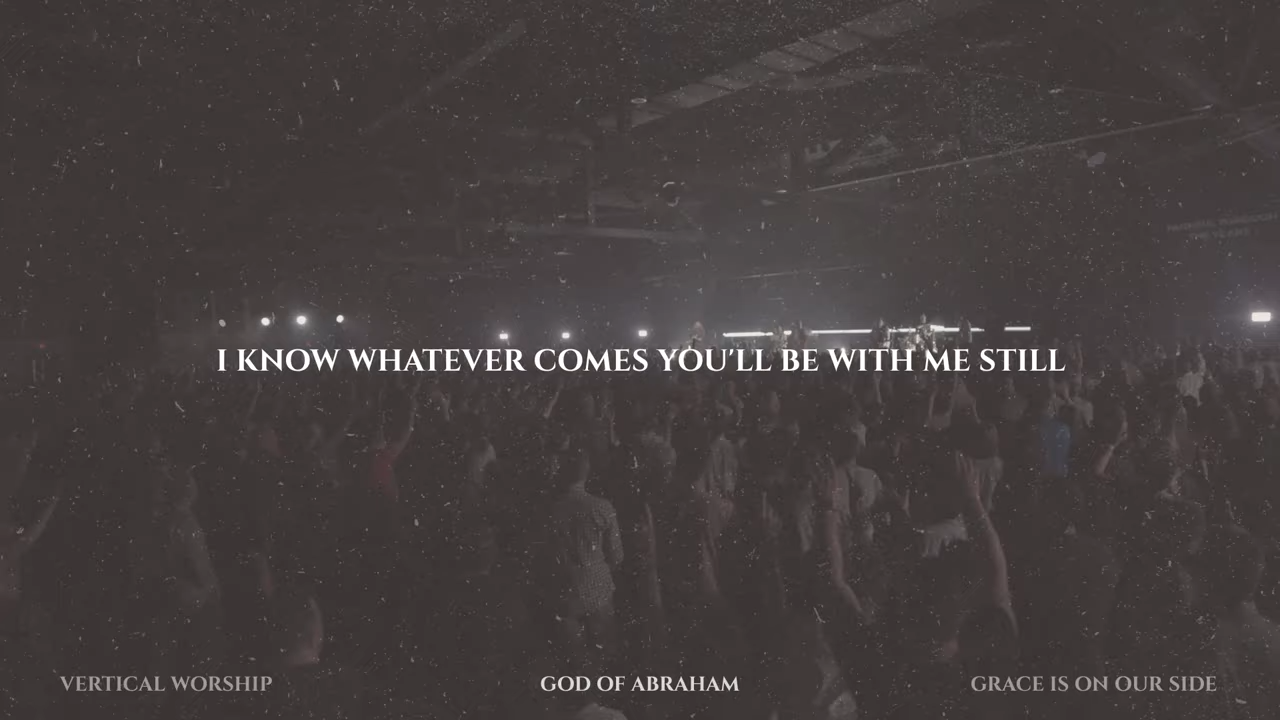 I KNOW WHATEVER COMES YOU'LL BE WITH ME STILL
VERTICAL WORSHIP
GOD OF ABRAHAM
GRACE IS ON OUR SIDE